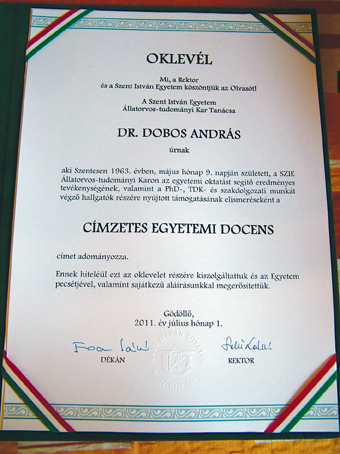 OKLEVÉL
Mi, a Rektor
és a Szent István Egyetem köszöntjük az Olvasót!
A Szent István Egyetem
Állatorvos-tudományi Kar Tanácsa
DR. DOBOS ANDRÁS
úrnak
aki Szentesen 1963. évben, május hónap 9. napján született, a SZIE
Állatorvos-tudományi Karon az egyetemi oktatást segítő eredményes
tevékenységének, valamint a PhD-, TDK- és szakdolgozati munkát
végző hallgatók részére nyújtott támogatásainak elismeréseként a
CÍMZETES EGYETEMI DOCENS
címet adományozza.
Ennek hiteléül ezt az oklevelet részére kiszolgáltattuk és az Egyetem
pecsétjével, valamint sajátkezű aláírásunkkal megerősítettük.
Gödöllő,
2011. év július hónap 1.
DÉKÁN
REKTOR